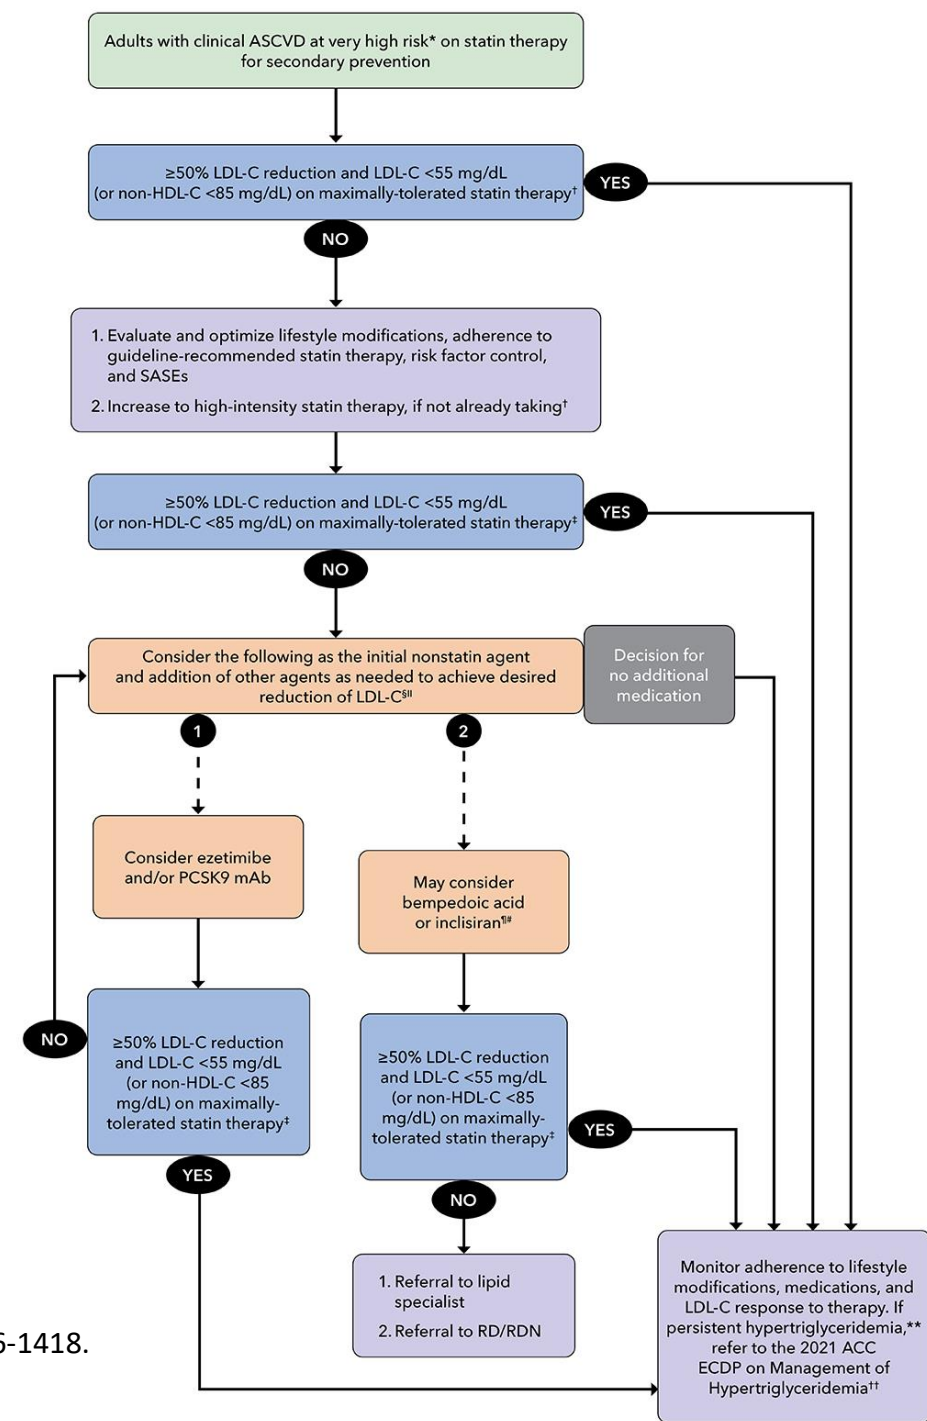 Adults with clinical ASCVD at very high risk* on statin therapy
for secondary prevention
≥50% LDL-C reduction and LDL-C <55 mg/dL
(or non-HDL-C <85 mg/dL) on maximally-tolerated statin therapy†
YES
NO
1. Evaluate and optimize lifestyle modifications, adherence to
guideline-recommended statin therapy, risk factor control,
and SASEs
2. Increase to high-intensity statin therapy, if not already taking†
≥50% LDL-C reduction and LDL-C <55 mg/dL
(or non-HDL-C <85 mg/dL) on maximally-tolerated statin therapy‡
YES
NO
Consider the following as the initial nonstatin agent
and addition of other agents as needed to achieve desired
reduction of LDL-C§||
Decision for
no additional
medication
1
2
Consider ezetimibe
and/or PCSK9 mAb
May consider
bempedoic acid
or inclisiran¶#
NO
≥50% LDL-C reduction
and LDL-C <55 mg/dL
(or non-HDL-C <85
mg/dL) on maximally-
tolerated statin therapy‡
YES
≥50% LDL-C reduction
and LDL-C <55 mg/dL
(or non-HDL-C <85
mg/dL) on maximally-
tolerated statin therapy‡
YES
NO
1. Referral to lipid
specialist
2. Referral to RD/RDN
Monitor adherence to lifestyle
modifications, medications, and
LDL-C response to therapy. If
persistent hypertriglyceridemia,**
refer to the 2021 ACC
ECDP on Management of
Hypertriglyceridemia††
-1418.